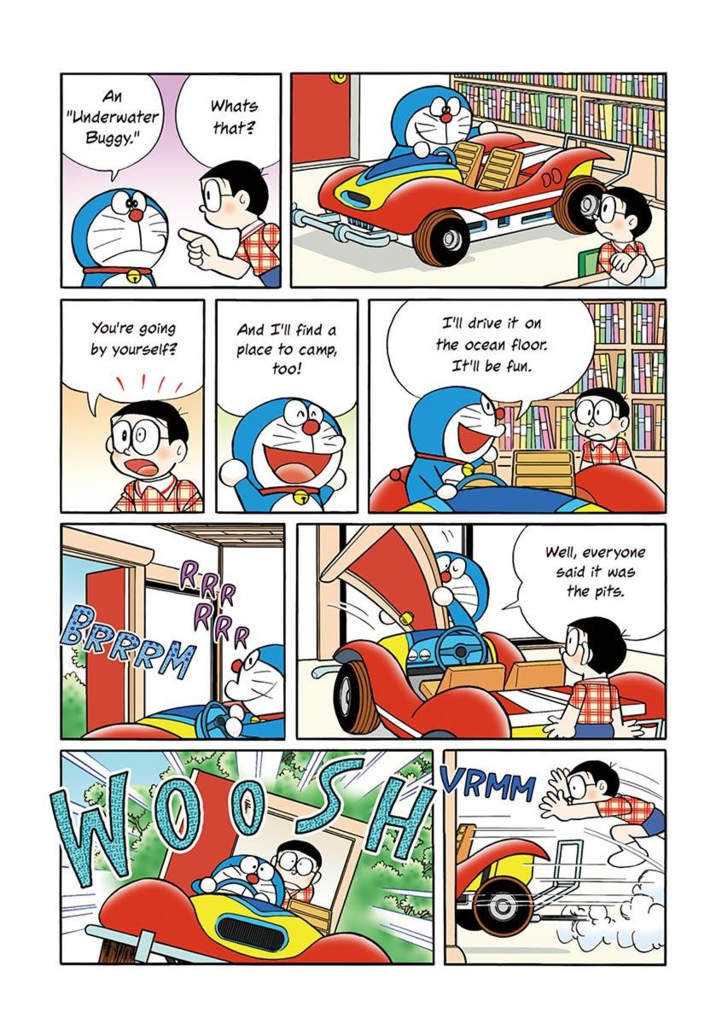 DD
Whats
that?
An
"Underwater
Buggy."
I'll drive it on
the ocean floor.
It'll be fun.
And I'll find a
place to camp,
too!
You're going
by yourself?
Well, everyone
said it was
the pits.
RRR
RRR
BRRRM
VRMM
WOOSH